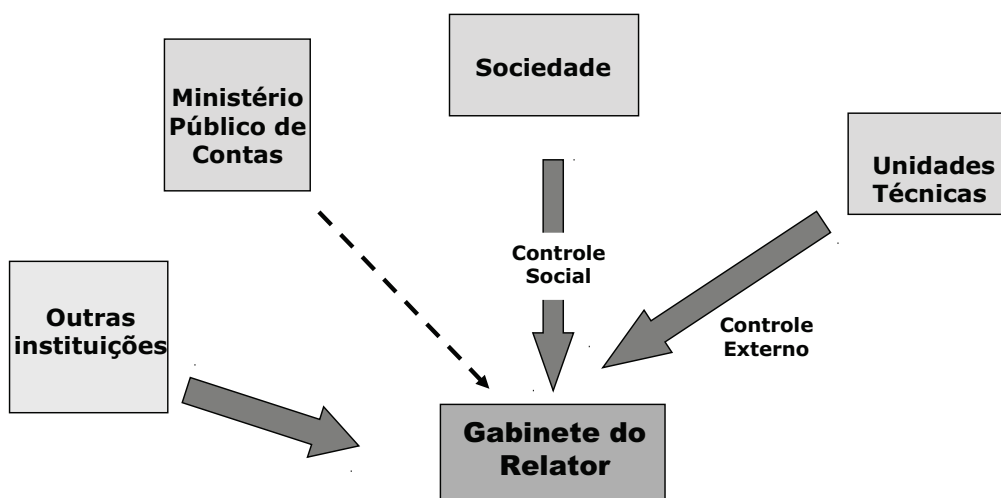 Sociedade
Ministério
Público de
Contas
Unidades
Técnicas
Controle
Social
Outras
instituições
Controle
Externo
Gabinete do
Relator